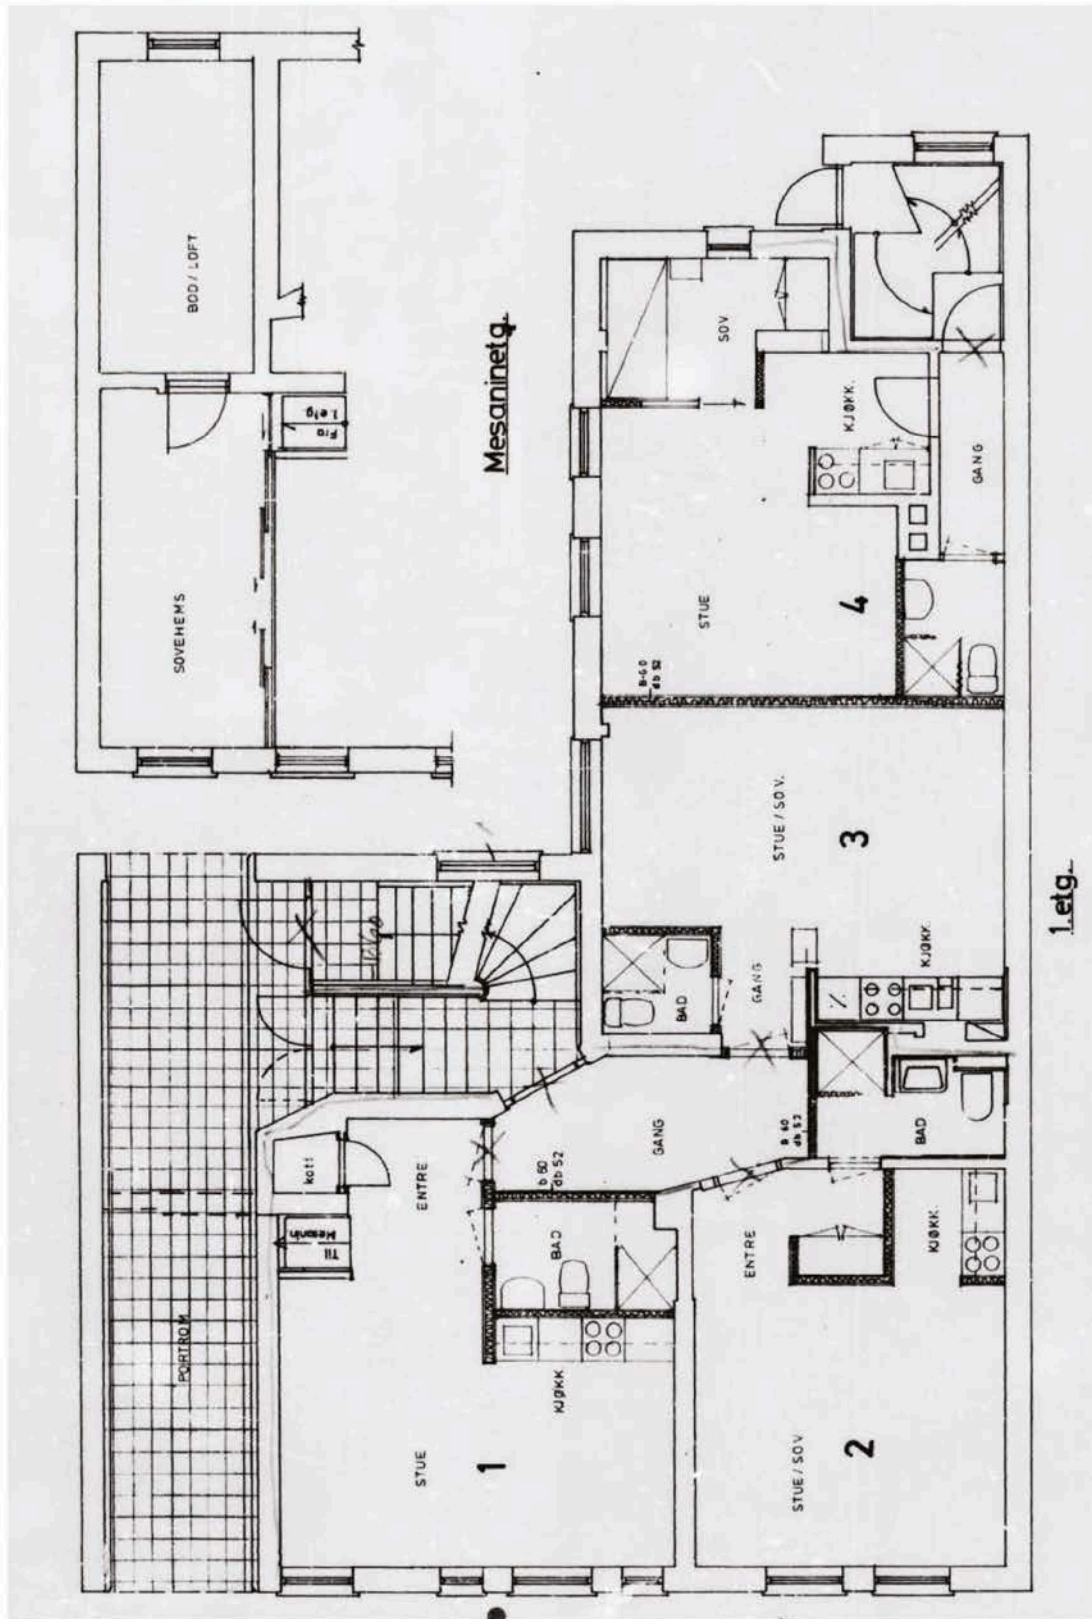 BOD / LOFT
SOVEHEMS
Fra
1. etg.
Mesaninetg.
PORTROM
kott
Til
Mesanin
ENTRE
STUE
1
KJØKK.
BAD
b 60
db 52
GANG
ENTRE
KJØKK.
STUE / SOV
2
BAD
B 60
db 52
GANG
BAD
STUE / SOV.
3
KJØKK.
B-60
db 52
STUE
4
SOV
KJØKK.
GANG
1. etg.